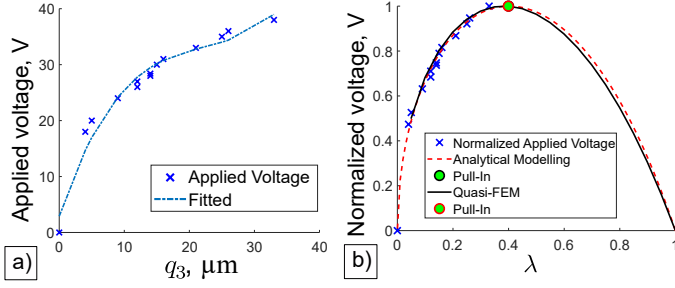 Applied voltage, V
40
30
20
10
0
0
10
20
30
40
Applied Voltage
Fitted
a)
q₃, μm
Normalized voltage, V
1
0.8
0.6
0.4
0.2
0
0
0.2
0.4
0.6
0.8
1
Normalized Applied Voltage
Analytical Modelling
Pull-In
Quasi-FEM
Pull-In
b)
λ